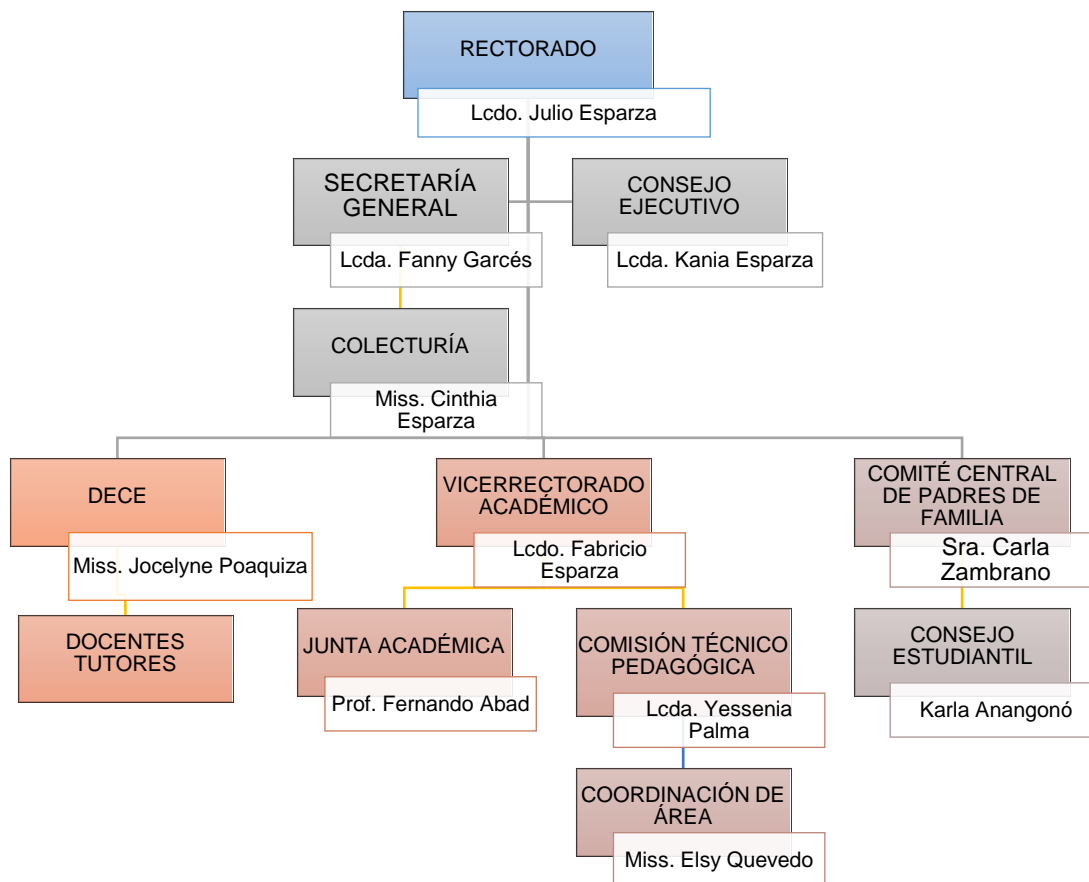 RECTORADO
Lcdo. Julio Esparza
SECRETARÍA
GENERAL
Lcda. Fanny Garcés
CONSEJO
EJECUTIVO
Lcda. Kania Esparza
COLECTURÍA
Miss. Cinthia
Esparza
DECE
Miss. Jocelyne Poaquiza
VICERRECTORADO
ACADÉMICO
Lcdo. Fabricio
Esparza
COMITÉ CENTRAL
DE PADRES DE
FAMILIA
Sra. Carla
Zambrano
DOCENTES
TUTORES
JUNTA ACADÉMICA
Prof. Fernando Abad
COMISIÓN TÉCNICO
PEDAGÓGICA
Lcda. Yessenia
Palma
CONSEJO
ESTUDIANTIL
Karla Anangonó
COORDINACIÓN DE
ÁREA
Miss. Elsy Quevedo